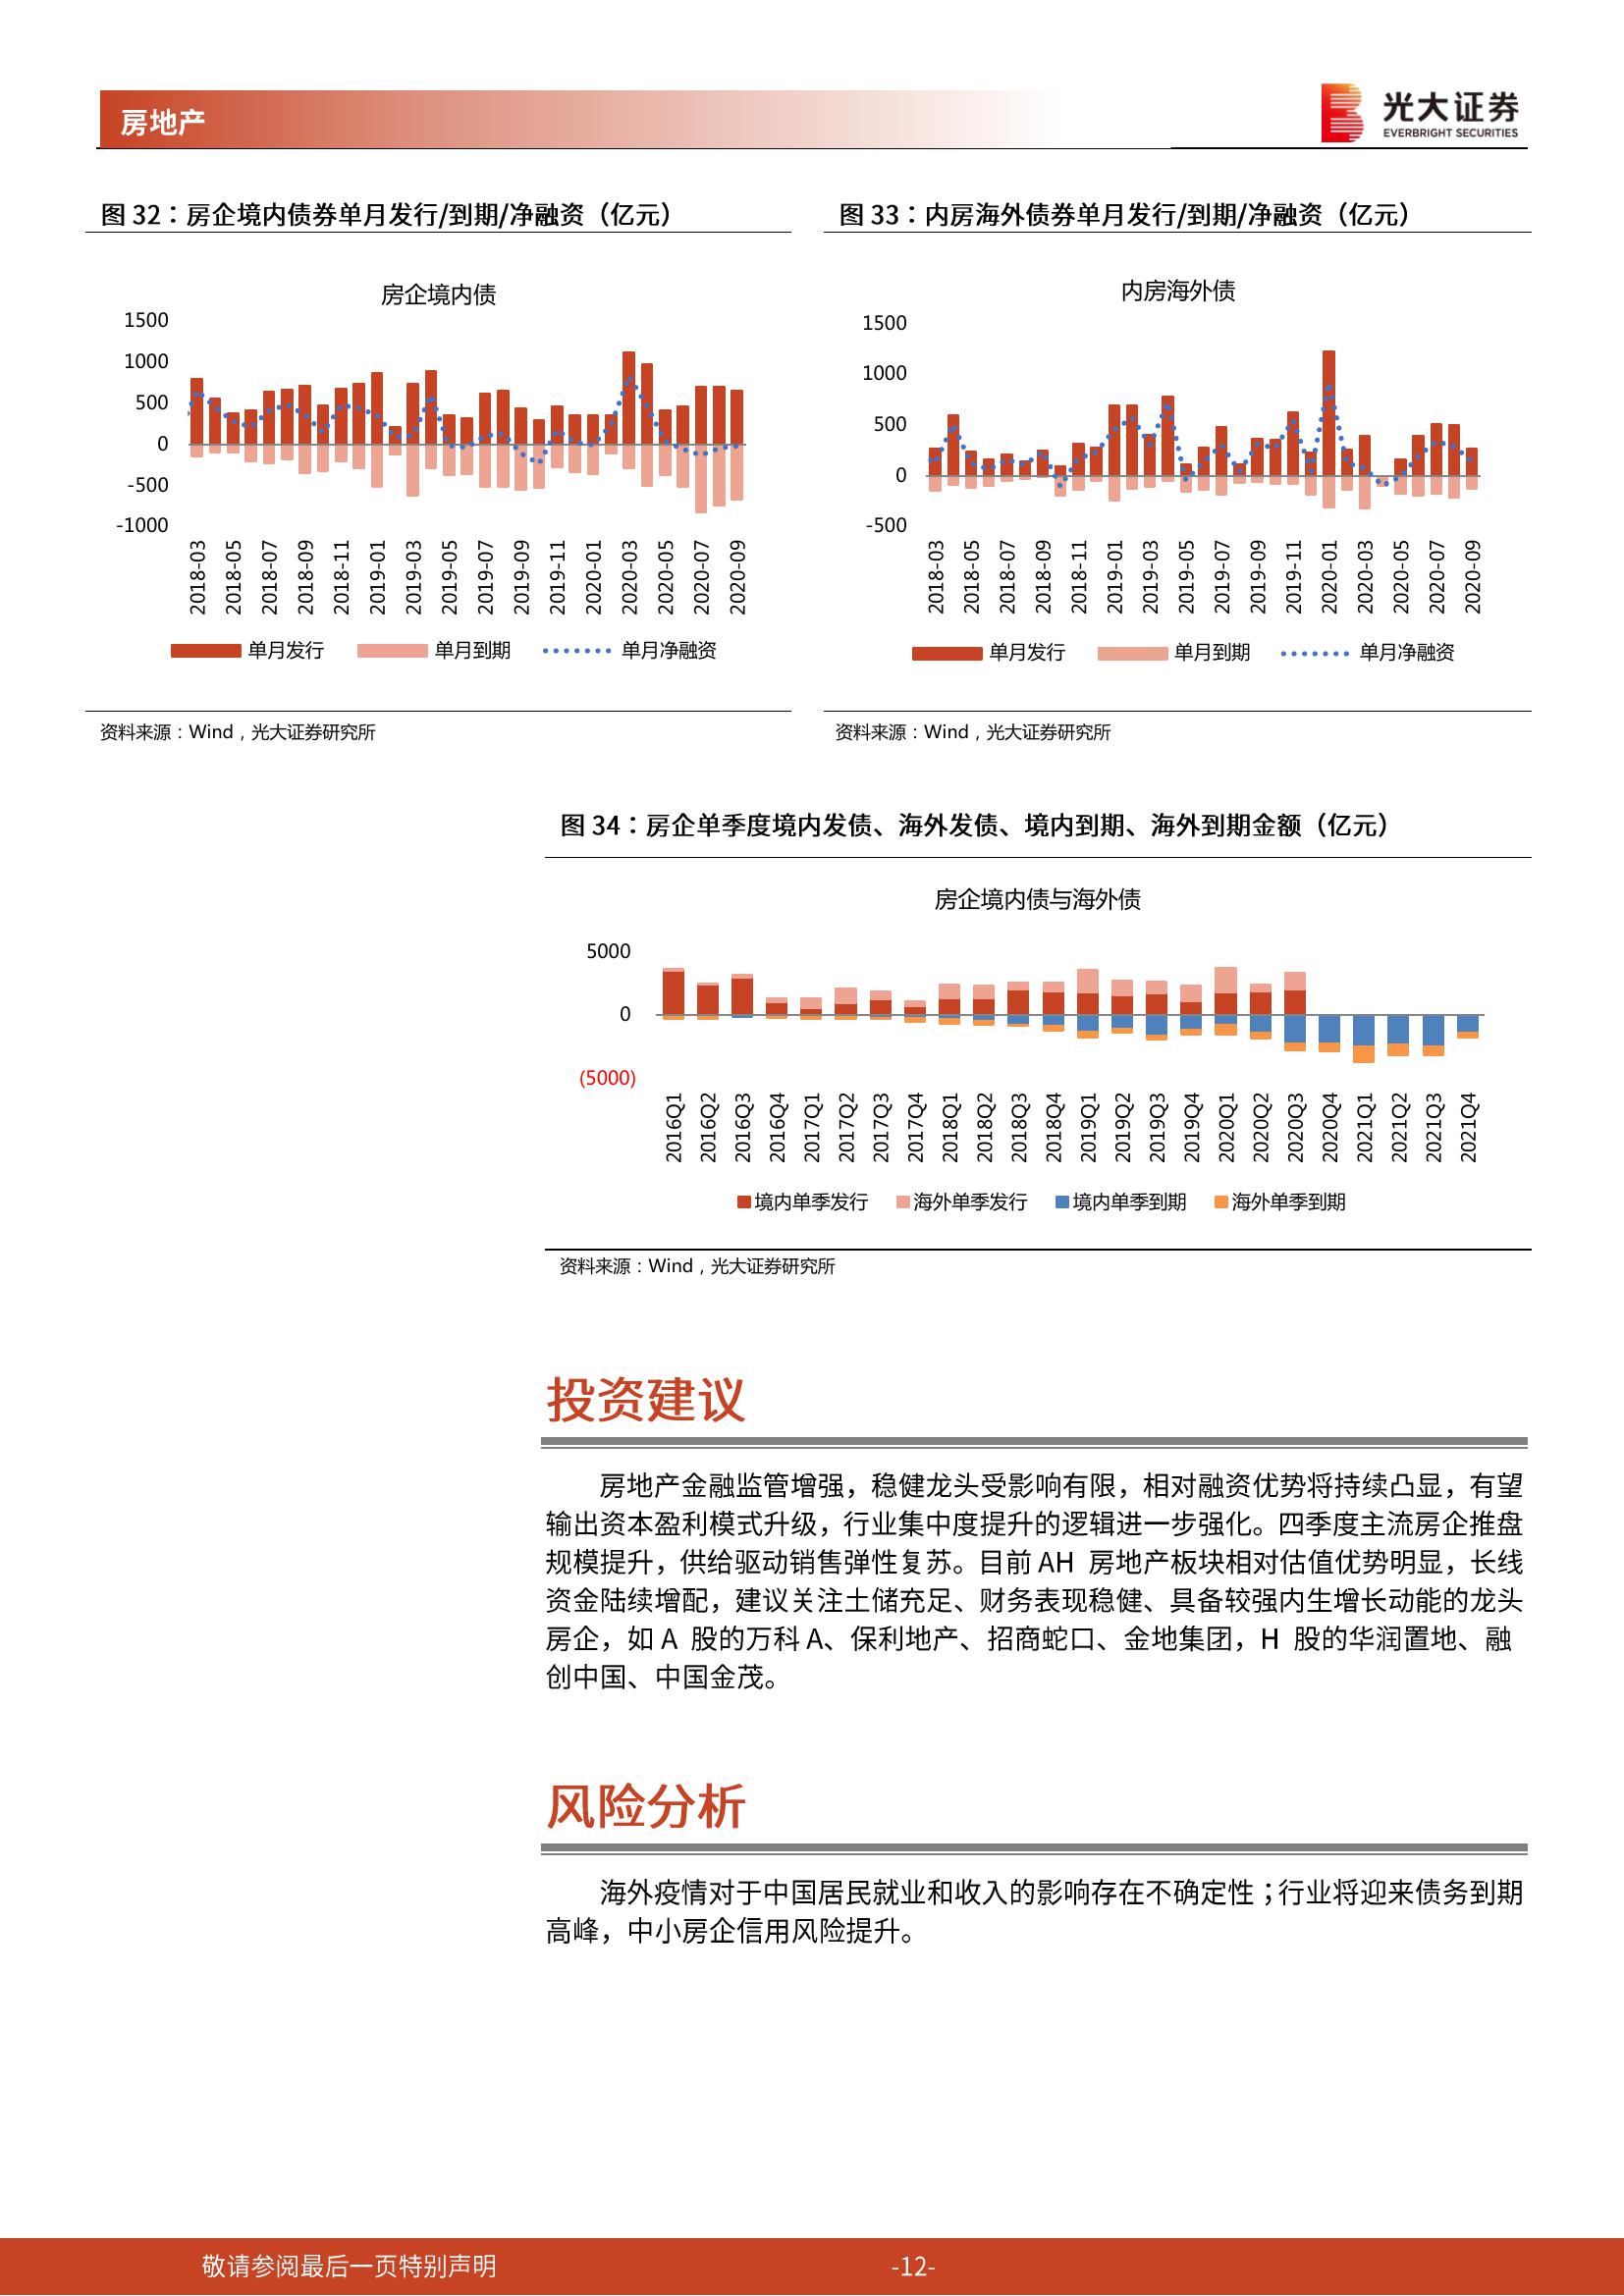 房地产
光大证券
EVERBRIGHT SECURITIES
图 32：房企境内债券单月发行/到期/净融资（亿元）
房企境内债
1500
1000
500
0
-500
-1000
2018-03
2018-05
2018-07
2018-09
2018-11
2019-01
2019-03
2019-05
2019-07
2019-09
2019-11
2020-01
2020-03
2020-05
2020-07
2020-09
单月发行 单月到期 单月净融资
资料来源：Wind，光大证券研究所
图 33：内房海外债券单月发行/到期/净融资（亿元）
内房海外债
1500
1000
500
0
-500
2018-03
2018-05
2018-07
2018-09
2018-11
2019-01
2019-03
2019-05
2019-07
2019-09
2019-11
2020-01
2020-03
2020-05
2020-07
2020-09
单月发行 单月到期 单月净融资
资料来源：Wind，光大证券研究所
图 34：房企单季度境内发债、海外发债、境内到期、海外到期金额（亿元）
房企境内债与海外债
5000
0
(5000)
2016Q1
2016Q2
2016Q3
2016Q4
2017Q1
2017Q2
2017Q3
2017Q4
2018Q1
2018Q2
2018Q3
2018Q4
2019Q1
2019Q2
2019Q3
2019Q4
2020Q1
2020Q2
2020Q3
2020Q4
2021Q1
2021Q2
2021Q3
2021Q4
境内单季发行 海外单季发行 境内单季到期 海外单季到期
资料来源：Wind，光大证券研究所
投资建议
房地产金融监管增强，稳健龙头受影响有限，相对融资优势将持续凸显，有望
输出资本盈利模式升级，行业集中度提升的逻辑进一步强化。四季度主流房企推盘
规模提升，供给驱动销售弹性复苏。目前 AH 房地产板块相对估值优势明显，长线
资金陆续增配，建议关注土储充足、财务表现稳健、具备较强内生增长动能的龙头
房企，如 A 股的万科 A、保利地产、招商蛇口、金地集团，H 股的华润置地、融
创中国、中国金茂。
风险分析
海外疫情对于中国居民就业和收入的影响存在不确定性；行业将迎来债务到期
高峰，中小房企信用风险提升。
敬请参阅最后一页特别声明
-12-